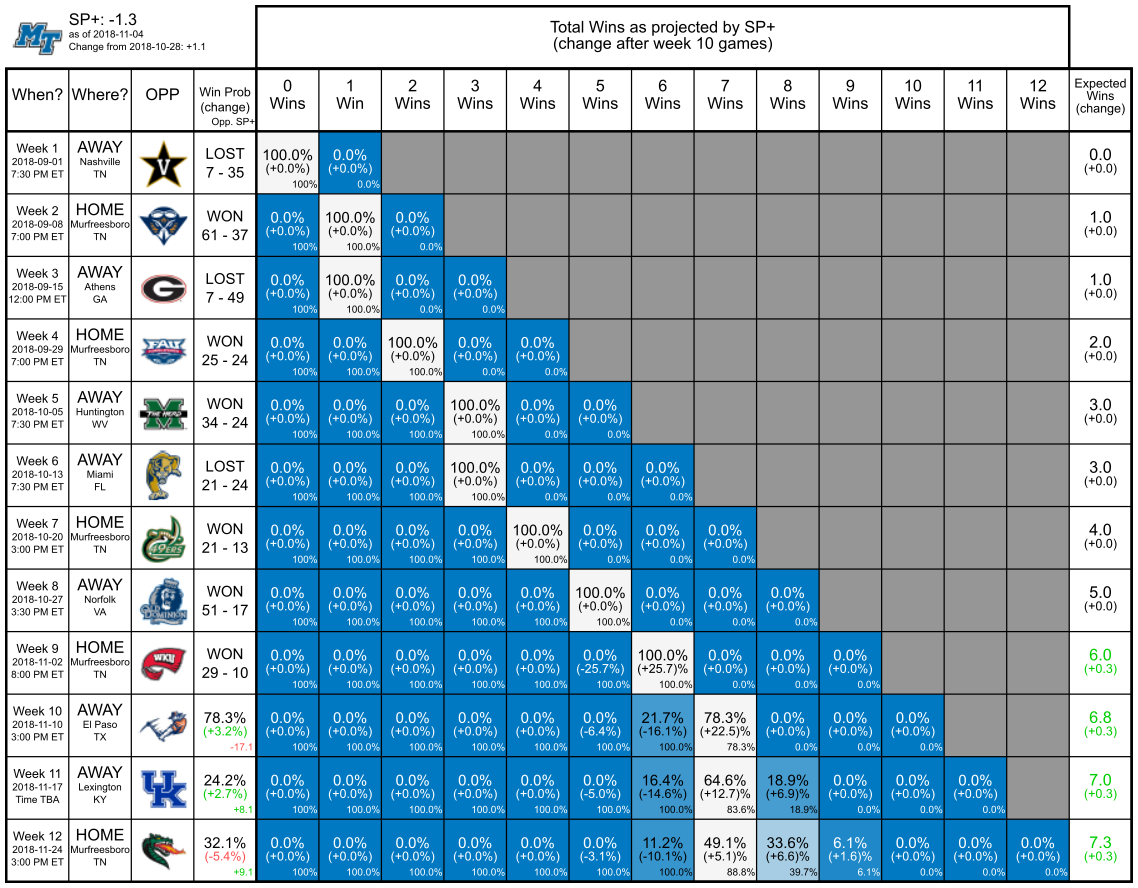 MT
SP+: -1.3
as of 2018-11-04
Change from 2018-10-28: +1.1
Total Wins as projected by SP+
(change after week 10 games)
When? Where? OPP Win Prob (change) Opp. SP+ 0 Wins 1 Win 2 Wins 3 Wins 4 Wins 5 Wins 6 Wins 7 Wins 8 Wins 9 Wins 10 Wins 11 Wins 12 Wins Expected Wins (change)
Week 1 AWAY LOST 100.0% 0.0% 0.0
2018-09-01 Nashville V 7 - 35 (+0.0%) (+0.0%) (+0.0)
7:30 PM ET TN 100% 0.0%
Week 2 HOME WON 0.0% 100.0% 0.0% 1.0
2018-09-08 Murfreesboro 61 - 37 (+0.0%) (+0.0%) (+0.0%) (+0.0)
7:00 PM ET TN 100% 100.0% 0.0%
Week 3 AWAY LOST 0.0% 100.0% 0.0% 0.0% 1.0
2018-09-15 Athens G 7 - 49 (+0.0%) (+0.0%) (+0.0%) (+0.0%) (+0.0)
12:00 PM ET GA 100% 100.0% 0.0% 0.0%
Week 4 HOME WON 0.0% 0.0% 100.0% 0.0% 0.0% 2.0
2018-09-29 Murfreesboro FAU 25 - 24 (+0.0%) (+0.0%) (+0.0%) (+0.0%) (+0.0%) (+0.0)
7:00 PM ET TN 100% 100.0% 100.0% 0.0% 0.0%
Week 5 AWAY WON 0.0% 0.0% 0.0% 100.0% 0.0% 0.0% 3.0
2018-10-05 Huntington THE HERD 34 - 24 (+0.0%) (+0.0%) (+0.0%) (+0.0%) (+0.0%) (+0.0%) (+0.0)
7:30 PM ET WV 100% 100.0% 100.0% 100.0% 0.0% 0.0%
Week 6 AWAY LOST 0.0% 0.0% 0.0% 100.0% 0.0% 0.0% 0.0% 3.0
2018-10-13 Miami 21 - 24 (+0.0%) (+0.0%) (+0.0%) (+0.0%) (+0.0%) (+0.0%) (+0.0%) (+0.0)
7:30 PM ET FL 100% 100.0% 100.0% 100.0% 0.0% 0.0% 0.0%
Week 7 HOME WON 0.0% 0.0% 0.0% 0.0% 100.0% 0.0% 0.0% 0.0% 4.0
2018-10-20 Murfreesboro 49ERS 21 - 13 (+0.0%) (+0.0%) (+0.0%) (+0.0%) (+0.0%) (+0.0%) (+0.0%) (+0.0%) (+0.0)
3:00 PM ET TN 100% 100.0% 100.0% 100.0% 100.0% 0.0% 0.0% 0.0%
Week 8 AWAY WON 0.0% 0.0% 0.0% 0.0% 0.0% 100.0% 0.0% 0.0% 0.0% 5.0
2018-10-27 Norfolk OLD DOMINION 51 - 17 (+0.0%) (+0.0%) (+0.0%) (+0.0%) (+0.0%) (+0.0%) (+0.0%) (+0.0%) (+0.0%) (+0.0)
3:30 PM ET VA 100% 100.0% 100.0% 100.0% 100.0% 100.0% 0.0% 0.0% 0.0%
Week 9 HOME WON 0.0% 0.0% 0.0% 0.0% 0.0% 0.0% 100.0% 0.0% 0.0% 0.0% 6.0
2018-11-02 Murfreesboro WKU 29 - 10 (+0.0%) (+0.0%) (+0.0%) (+0.0%) (+0.0%) (-25.7%) (+25.7)% (+0.0%) (+0.0%) (+0.0%) (+0.3)
8:00 PM ET TN 100% 100.0% 100.0% 100.0% 100.0% 100.0% 100.0% 0.0% 0.0% 0.0%
Week 10 AWAY 78.3% 0.0% 0.0% 0.0% 0.0% 0.0% 0.0% 21.7% 78.3% 0.0% 0.0% 0.0% 6.8
2018-11-10 El Paso (+3.2%) (+0.0%) (+0.0%) (+0.0%) (+0.0%) (+0.0%) (-6.4%) (-16.1%) (+22.5)% (+0.0%) (+0.0%) (+0.0%) (+0.3)
3:00 PM ET TX -17.1 100% 100.0% 100.0% 100.0% 100.0% 100.0% 100.0% 78.3% 0.0% 0.0% 0.0%
Week 11 AWAY 24.2% 0.0% 0.0% 0.0% 0.0% 0.0% 0.0% 16.4% 64.6% 18.9% 0.0% 0.0% 0.0% 7.0
2018-11-17 Lexington UK (+2.7%) (+0.0%) (+0.0%) (+0.0%) (+0.0%) (+0.0%) (-5.0%) (-14.6%) (+12.7)% (+6.9)% (+0.0%) (+0.0%) (+0.0%) (+0.3)
Time TBA KY +8.1 100% 100.0% 100.0% 100.0% 100.0% 100.0% 100.0% 83.6% 18.9% 0.0% 0.0% 0.0%
Week 12 HOME 32.1% 0.0% 0.0% 0.0% 0.0% 0.0% 0.0% 11.2% 49.1% 33.6% 6.1% 0.0% 0.0% 0.0% 7.3
2018-11-24 Murfreesboro (-5.4%) (+0.0%) (+0.0%) (+0.0%) (+0.0%) (+0.0%) (-3.1%) (-10.1%) (+5.1)% (+6.6)% (+1.6)% (+0.0%) (+0.0%) (+0.0%) (+0.3)
3:00 PM ET TN +9.1 100% 100.0% 100.0% 100.0% 100.0% 100.0% 100.0% 88.8% 39.7% 6.1% 0.0% 0.0% 0.0%